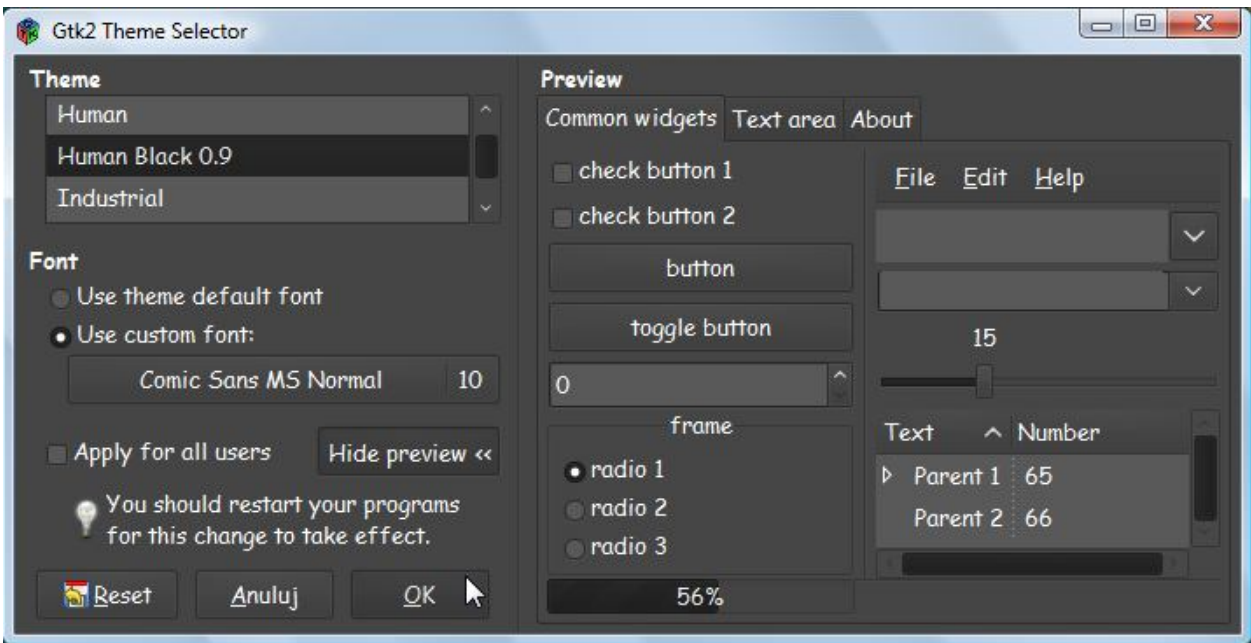 Gtk2 Theme Selector
Theme
Human
Human Black 0.9
Industrial
Font
Use theme default font
Use custom font:
Comic Sans MS Normal 10
Apply for all users
Hide preview <<
You should restart your programs
for this change to take effect.
Reset
Anuluj
OK
Preview
Common widgets
Text area
About
check button 1
check button 2
button
toggle button
0
frame
radio 1
radio 2
radio 3
56%
File Edit Help
15
Text Number
Parent 1 65
Parent 2 66